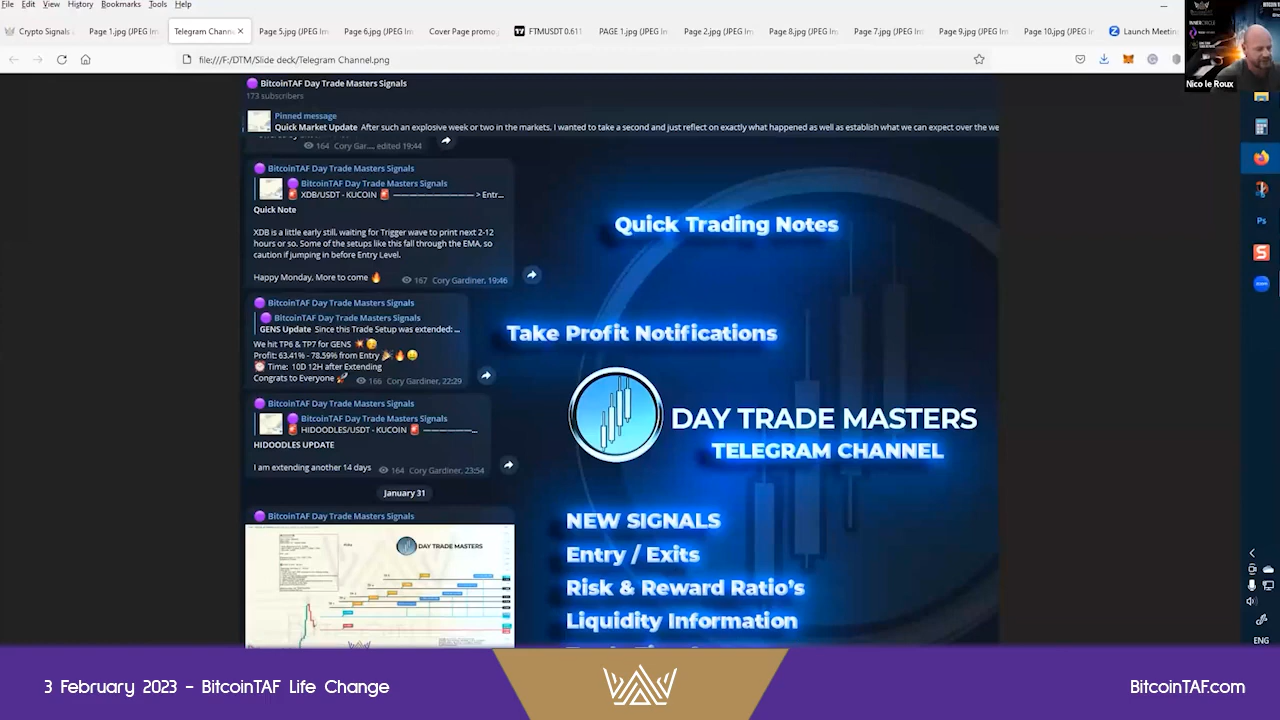 File Edit View History Bookmarks Tools Help
Crypto Signals
Page 1.jpg (JPEG Im
Telegram Chann
Page 5.jpg (JPEG Im
Page 6.jpg (JPEG Im
Cover Page promo
FTMUSDT 0.611
PAGE 1.jpg (JPEG Im
Page 2.jpg (JPEG Im
Page 8.jpg (JPEG Im
Page 7.jpg (JPEG Im
Page 9.jpg (JPEG Im
Page 10.jpg (JPEG Im
Launch Meetin
file:///F:/DTM/Slide deck/Telegram Channel.png
Nico le Roux
BitcoinTAF Day Trade Masters Signals
173 subscribers
Pinned message
Quick Market Update After such an explosive week or two in the markets, I wanted to take a second and just reflect on exactly what happened as well as establish what we can expect over the we
164 Cory Gar..., edited 19:44
BitcoinTAF Day Trade Masters Signals
BitcoinTAF Day Trade Masters Signals
🚨 XDB/USDT - KUCOIN 🚨 ——————— > Entr...
Quick Note
XDB is a little early still, waiting for Trigger wave to print next 2-12
hours or so. Some of the setups like this fall through the EMA, so
caution if jumping in before Entry Level.
Happy Monday, More to come 🔥 167 Cory Gardiner, 19:46
BitcoinTAF Day Trade Masters Signals
BitcoinTAF Day Trade Masters Signals
GENS Update Since this Trade Setup was extended: ...
We hit TP6 & TP7 for GENS
Profit: 63.41% - 78.59% from Entry
⏰ Time: 10D 12H after Extending
Congrats to Everyone 🚀 166 Cory Gardiner, 22:29
BitcoinTAF Day Trade Masters Signals
BitcoinTAF Day Trade Masters Signals
🚨 HIDOODLES/USDT - KUCOIN 🚨 ———————...
HIDOODLES UPDATE
I am extending another 14 days 164 Cory Gardiner, 23:54
January 31
BitcoinTAF Day Trade Masters Signals
DAY TRADE MASTERS
Quick Trading Notes
Take Profit Notifications
DAY TRADE MASTERS
TELEGRAM CHANNEL
NEW SIGNALS
Entry / Exits
Risk & Reward Ratio's
Liquidity Information
Ps
S
zoom
ENG
3 February 2023 - BitcoinTAF Life Change
BitcoinTAF.com